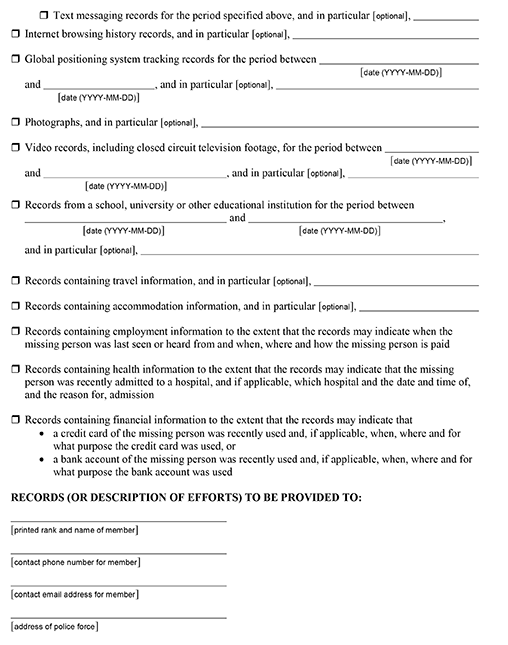 ☐ Text messaging records for the period specified above, and in particular [optional], ____________
☐ Internet browsing history records, and in particular [optional], ____________
☐ Global positioning system tracking records for the period between ____________
[date (YYYY-MM-DD)]
and ____________, and in particular [optional], ____________
[date (YYYY-MM-DD)]
☐ Photographs, and in particular [optional], ____________
☐ Video records, including closed circuit television footage, for the period between ____________
[date (YYYY-MM-DD)]
and ____________, and in particular [optional], ____________
[date (YYYY-MM-DD)]
☐ Records from a school, university or other educational institution for the period between
____________ and ____________,
[date (YYYY-MM-DD)] [date (YYYY-MM-DD)]
and in particular [optional], ____________
☐ Records containing travel information, and in particular [optional], ____________
☐ Records containing accommodation information, and in particular [optional], ____________
☐ Records containing employment information to the extent that the records may indicate when the
missing person was last seen or heard from and when, where and how the missing person is paid
☐ Records containing health information to the extent that the records may indicate that the missing
person was recently admitted to a hospital, and if applicable, which hospital and the date and time of,
and the reason for, admission
☐ Records containing financial information to the extent that the records may indicate that
• a credit card of the missing person was recently used and, if applicable, when, where and for
what purpose the credit card was used, or
• a bank account of the missing person was recently used and, if applicable, when, where and for
what purpose the bank account was used
RECORDS (OR DESCRIPTION OF EFFORTS) TO BE PROVIDED TO:
[printed rank and name of member]
[contact phone number for member]
[contact email address for member]
[address of police force]